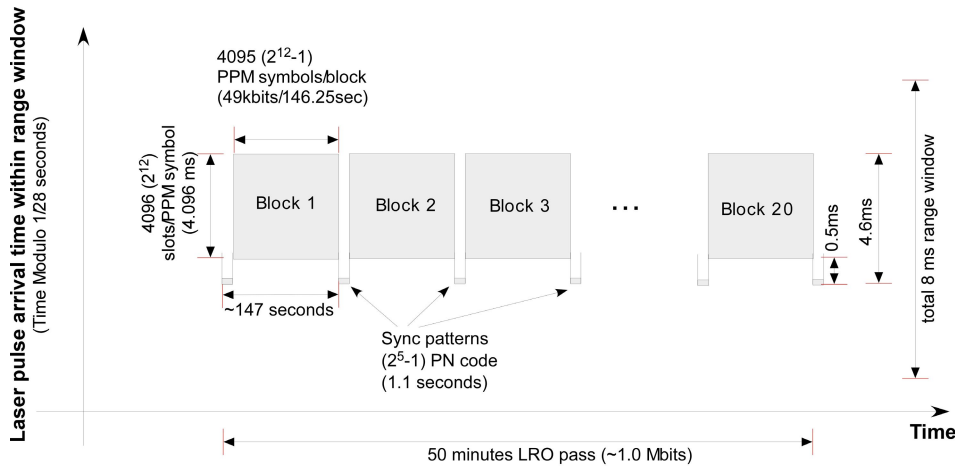 Laser pulse arrival time within range window
(Time Modulo 1/28 seconds)
4095 (2¹²-1)
PPM symbols/block
(49kbits/146.25sec)
4096 (2¹²)
slots/PPM symbol
(4.096 ms)
Block 1
Block 2
Block 3
...
Block 20
0.5ms
4.6ms
total 8 ms range window
~147 seconds
Sync patterns
(2⁵-1) PN code
(1.1 seconds)
Time
50 minutes LRO pass (~1.0 Mbits)